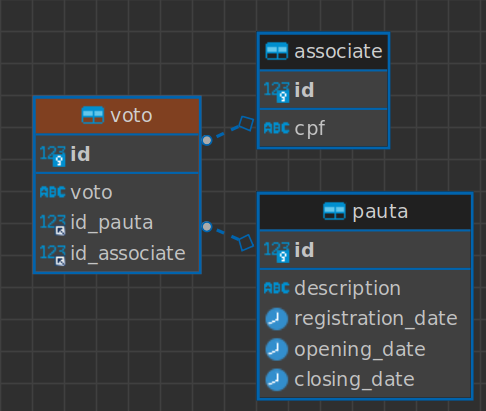 associate
123 id
ABC cpf
voto
123 id
ABC voto
123 id_pauta
123 id_associate
pauta
123 id
ABC description
registration_date
opening_date
closing_date